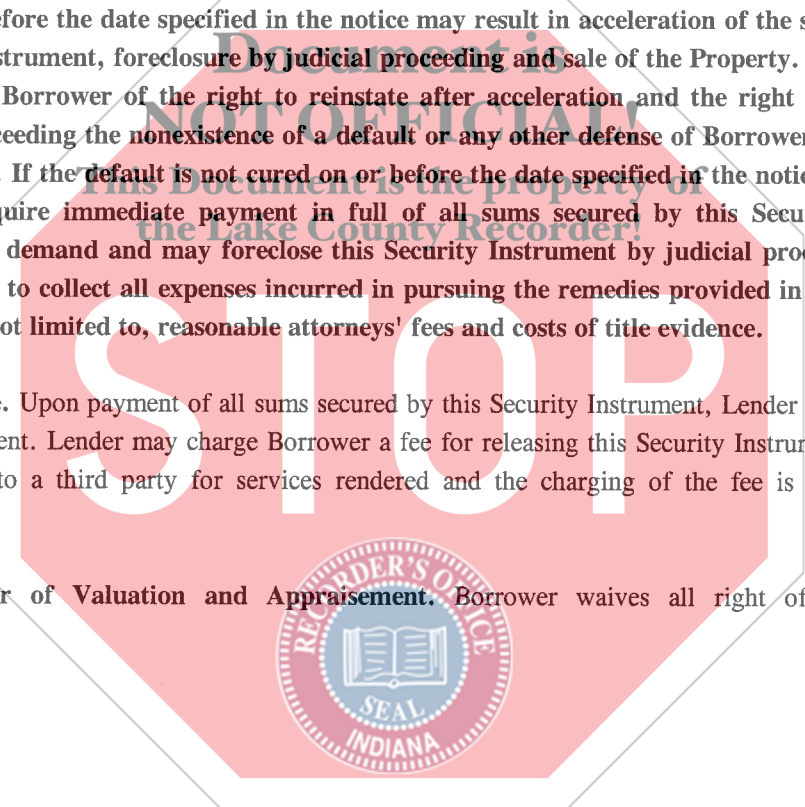 efore the date specified in the notice may result in acceleration of the s
strument, foreclosure by judicial proceeding and sale of the Property.
Borrower of the right to reinstate after acceleration and the right
ceeding the nonexistence of a default or any other defense of Borrower
. If the default is not cured on or before the date specified in the notic
quire immediate payment in full of all sums secured by this Secu
demand and may foreclose this Security Instrument by judicial proc
to collect all expenses incurred in pursuing the remedies provided in
ot limited to, reasonable attorneys' fees and costs of title evidence.
e. Upon payment of all sums secured by this Security Instrument, Lender
ent. Lender may charge Borrower a fee for releasing this Security Instrur
to a third party for services rendered and the charging of the fee is
r of Valuation and Appraisement. Borrower waives all right of
Document is
NOT OFFICIAL!
This Document is the property of
the Lake County Recorder!
STOP
RECORDER'S OFFICE
SEAL
INDIANA